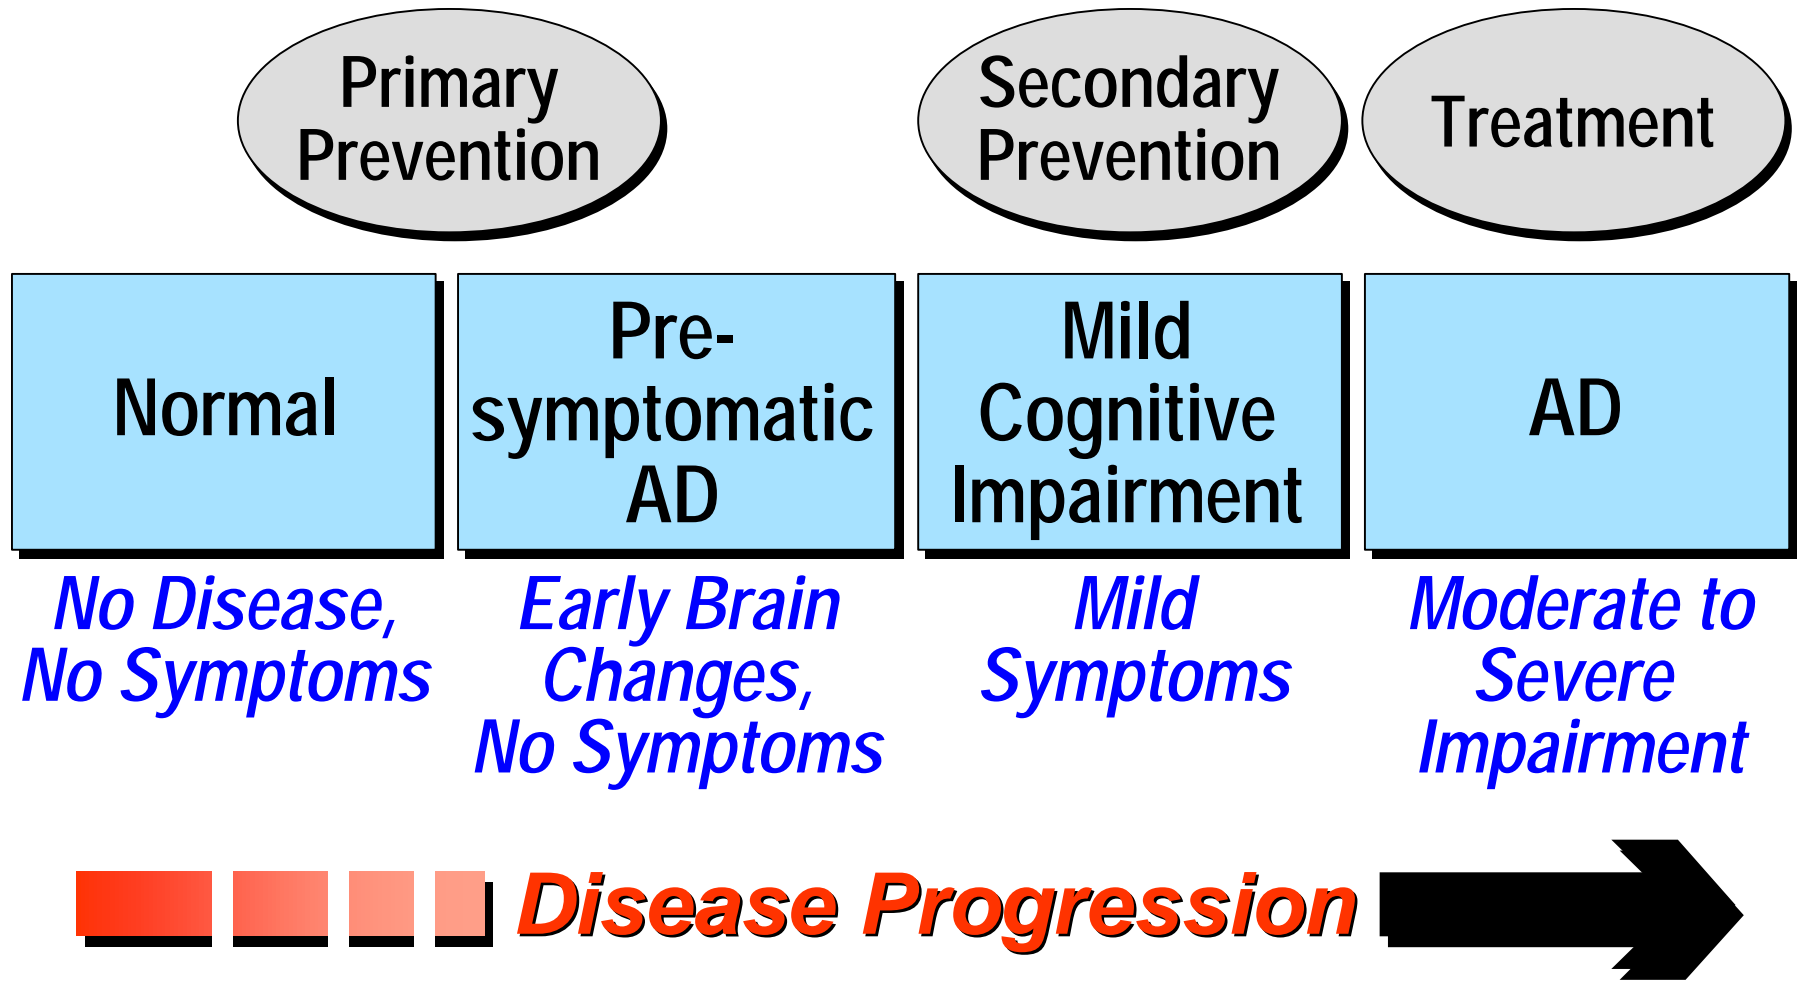 Primary
Prevention
Secondary
Prevention
Treatment
Normal
Pre-
symptomatic
AD
Mild
Cognitive
Impairment
AD
No Disease,
No Symptoms
Early Brain
Changes,
No Symptoms
Mild
Symptoms
Moderate to
Severe
Impairment
Disease Progression